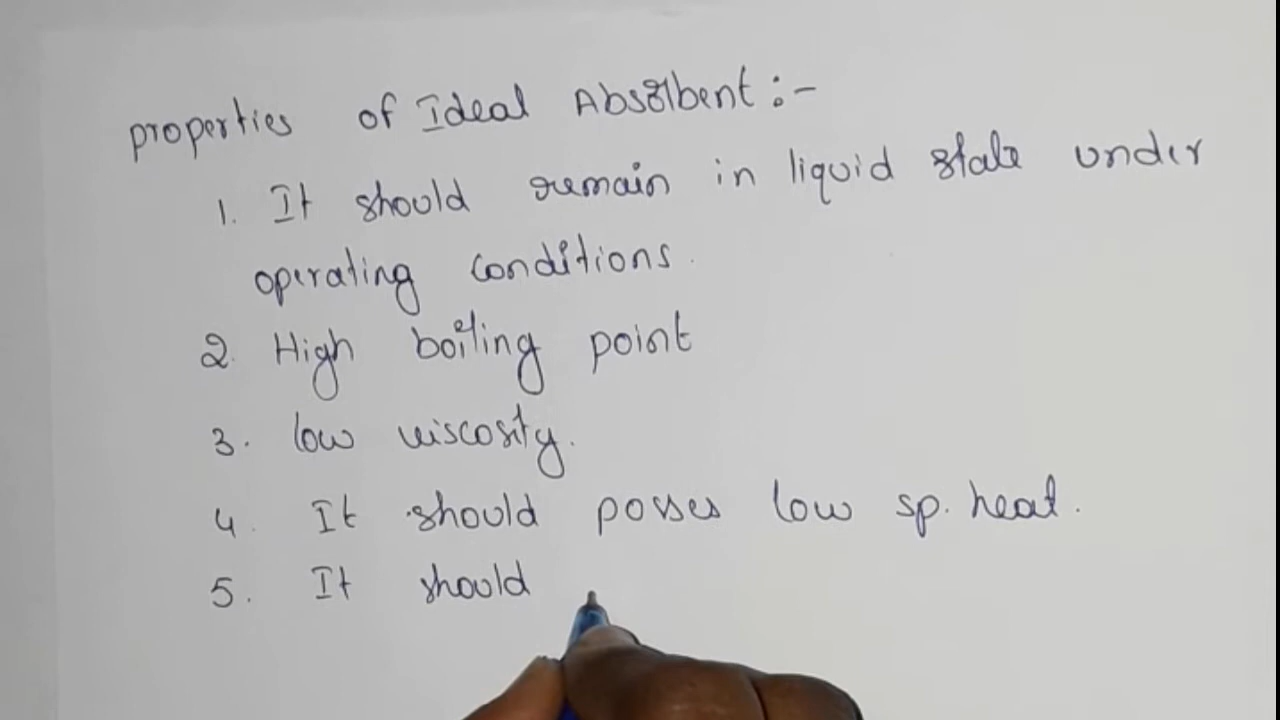 properties of Ideal Absorbent :-
1. It should remain in liquid state under
operating conditions.
2. High boiling point
3. low viscosity.
4. It should posses low sp. heat.
5. It should